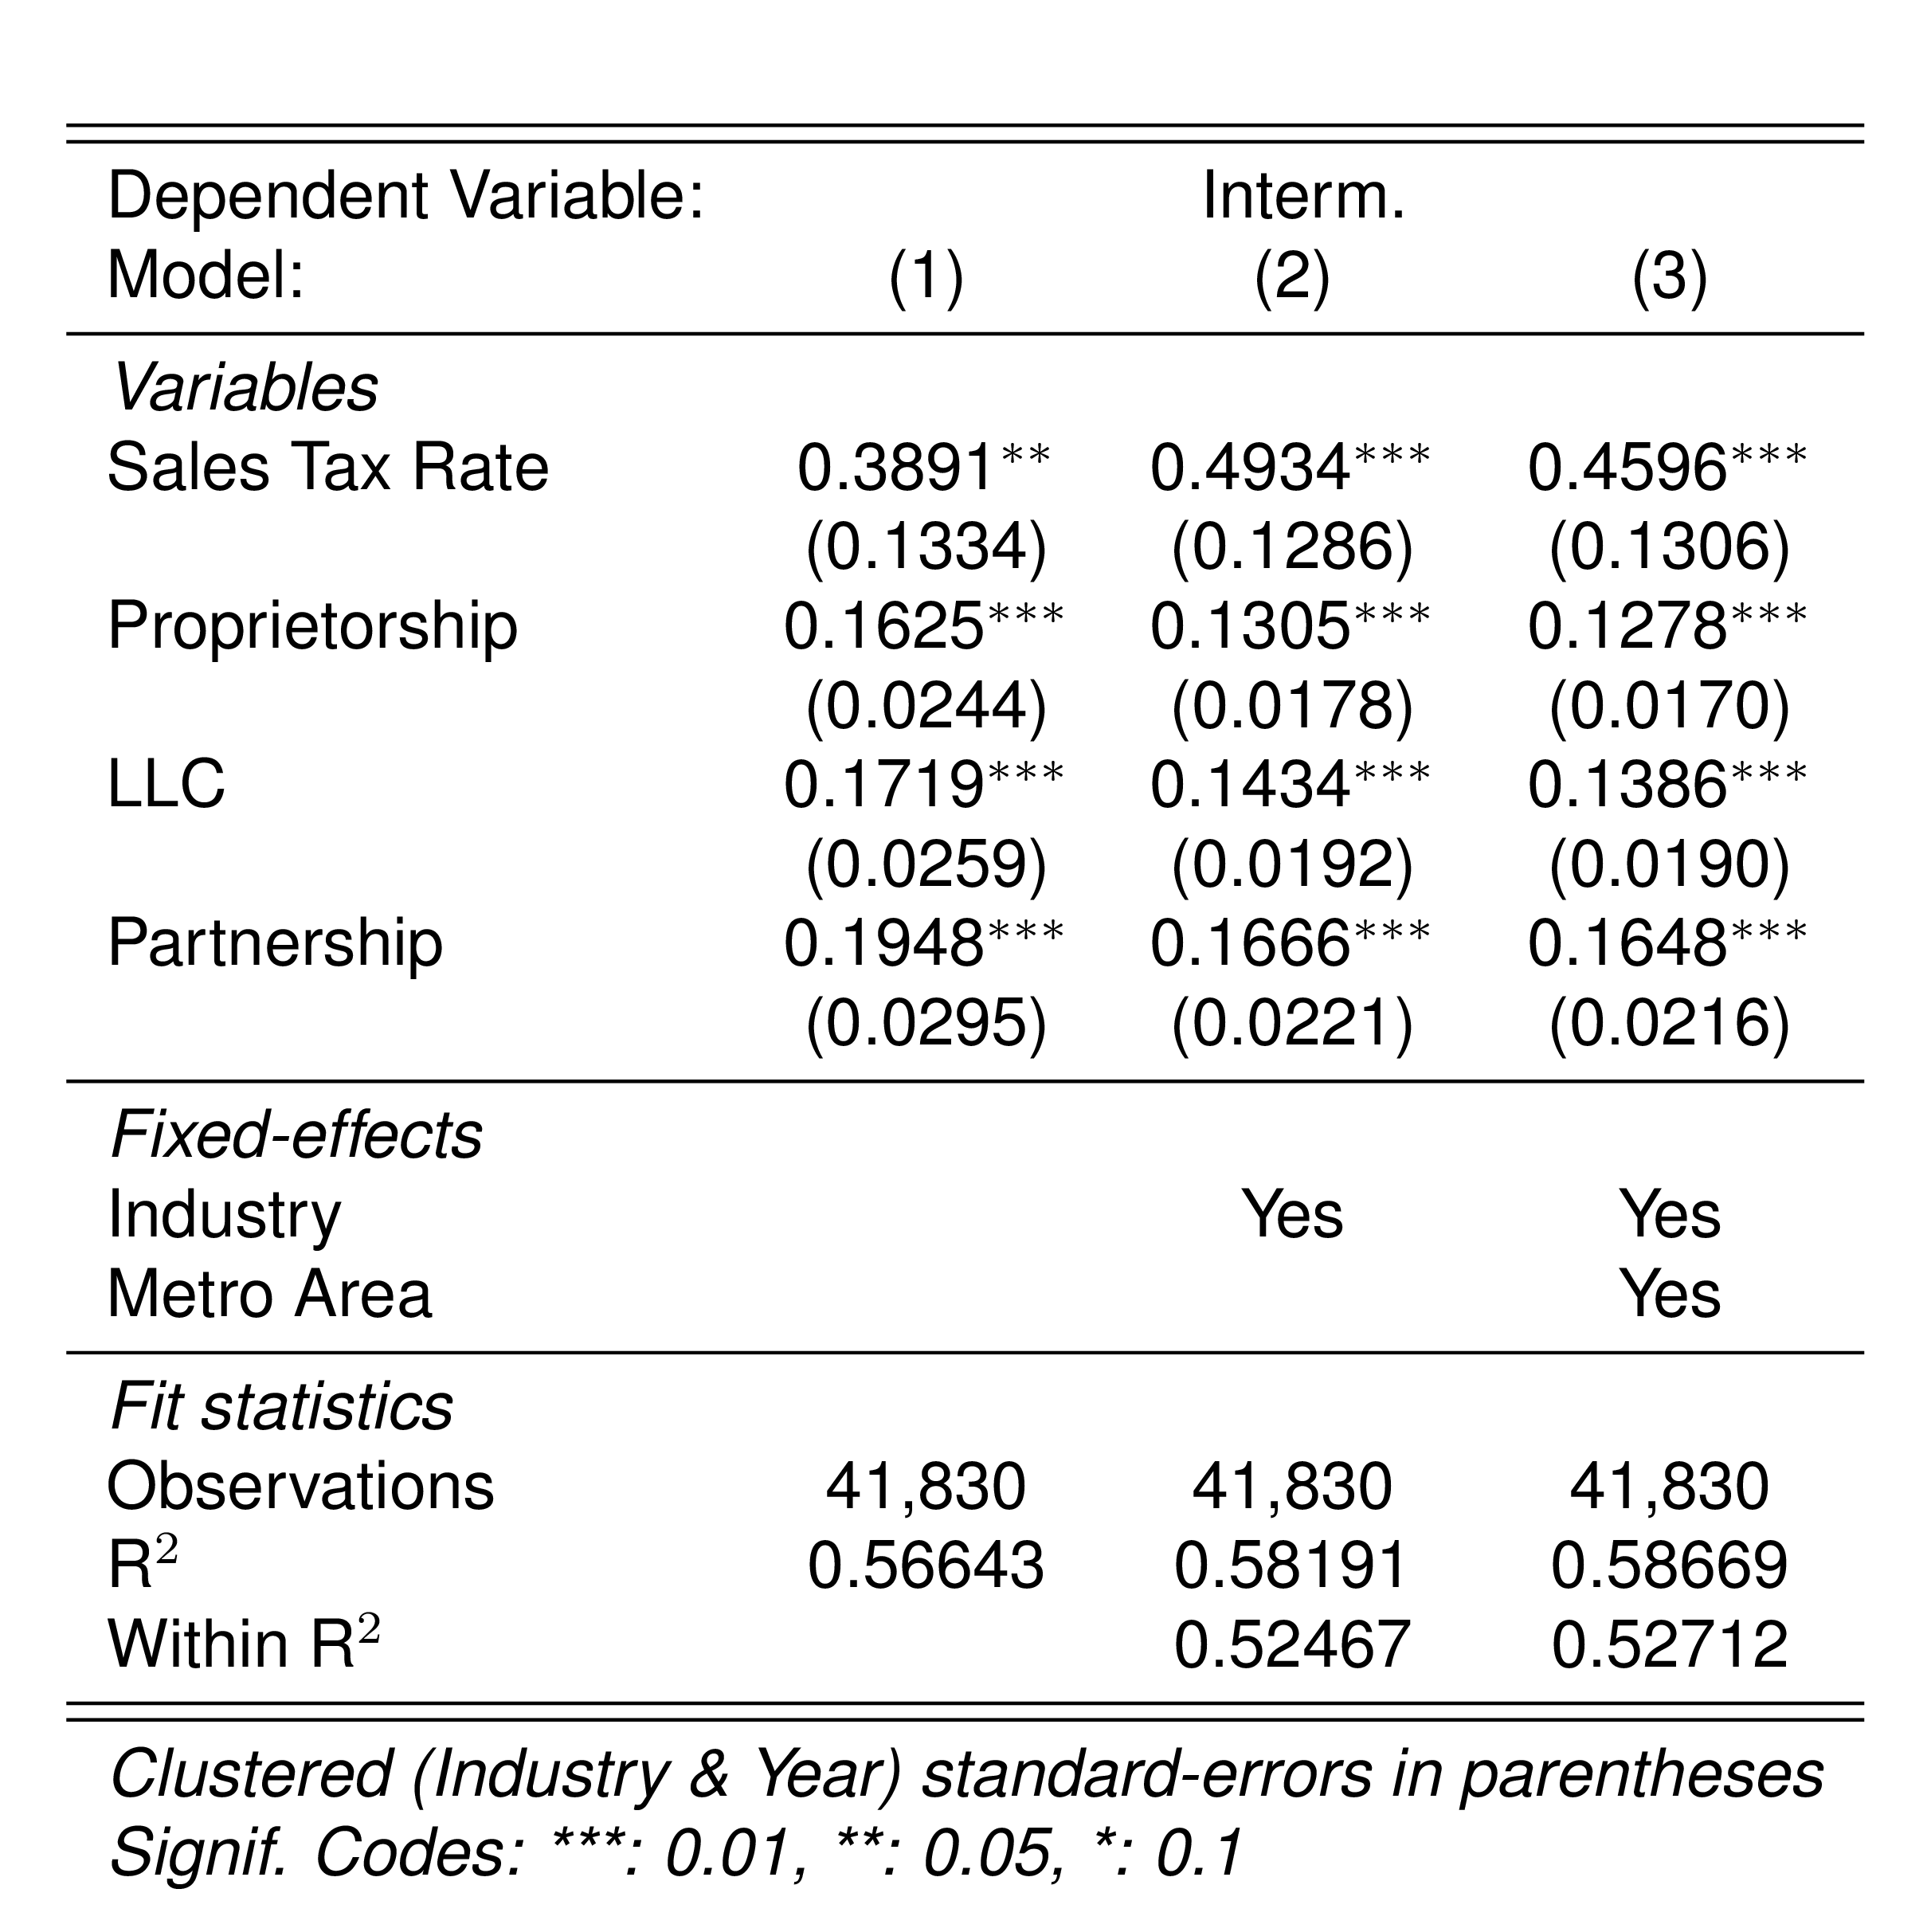 Dependent Variable: Interm.
Model: (1) (2) (3)
Variables
Sales Tax Rate 0.3891** 0.4934*** 0.4596***
(0.1334) (0.1286) (0.1306)
Proprietorship 0.1625*** 0.1305*** 0.1278***
(0.0244) (0.0178) (0.0170)
LLC 0.1719*** 0.1434*** 0.1386***
(0.0259) (0.0192) (0.0190)
Partnership 0.1948*** 0.1666*** 0.1648***
(0.0295) (0.0221) (0.0216)
Fixed-effects
Industry Yes Yes
Metro Area Yes
Fit statistics
Observations 41,830 41,830 41,830
R² 0.56643 0.58191 0.58669
Within R² 0.52467 0.52712
Clustered (Industry & Year) standard-errors in parentheses
Signif. Codes: ***: 0.01, **: 0.05, *: 0.1